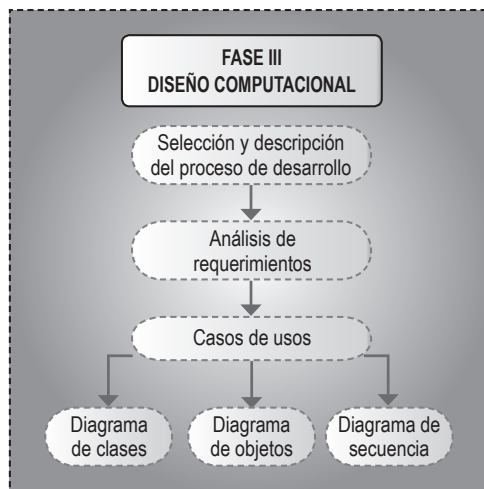 FASE III
DISEÑO COMPUTACIONAL
Selección y descripción
del proceso de desarrollo
Análisis de
requerimientos
Casos de usos
Diagrama
de clases
Diagrama
de objetos
Diagrama de
secuencia